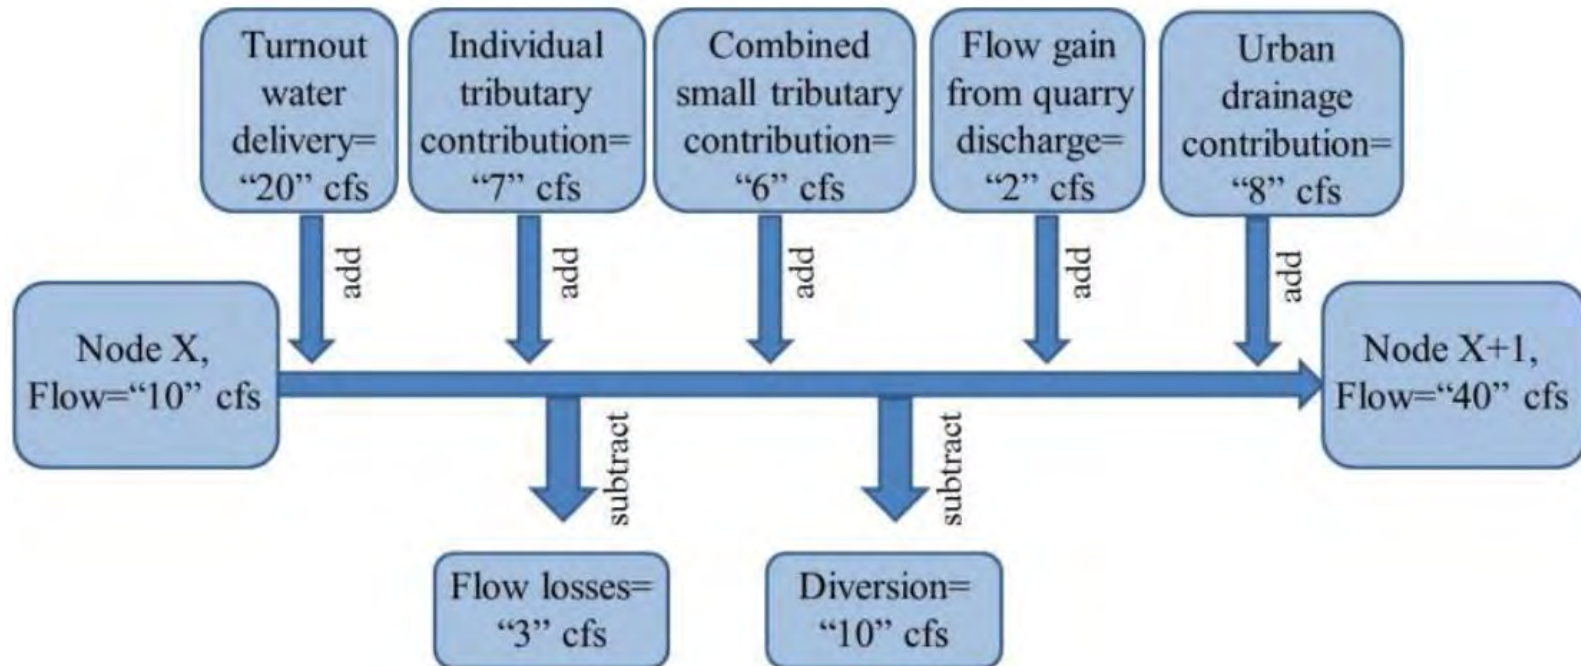 Turnout
water
delivery=
“20” cfs
Individual
tributary
contribution=
“7” cfs
Combined
small tributary
contribution=
“6” cfs
Flow gain
from quarry
discharge=
“2” cfs
Urban
drainage
contribution=
“8” cfs
add
add
add
add
add
Node X,
Flow=“10” cfs
Node X+1,
Flow=“40” cfs
subtract
subtract
Flow losses=
“3” cfs
Diversion=
“10” cfs